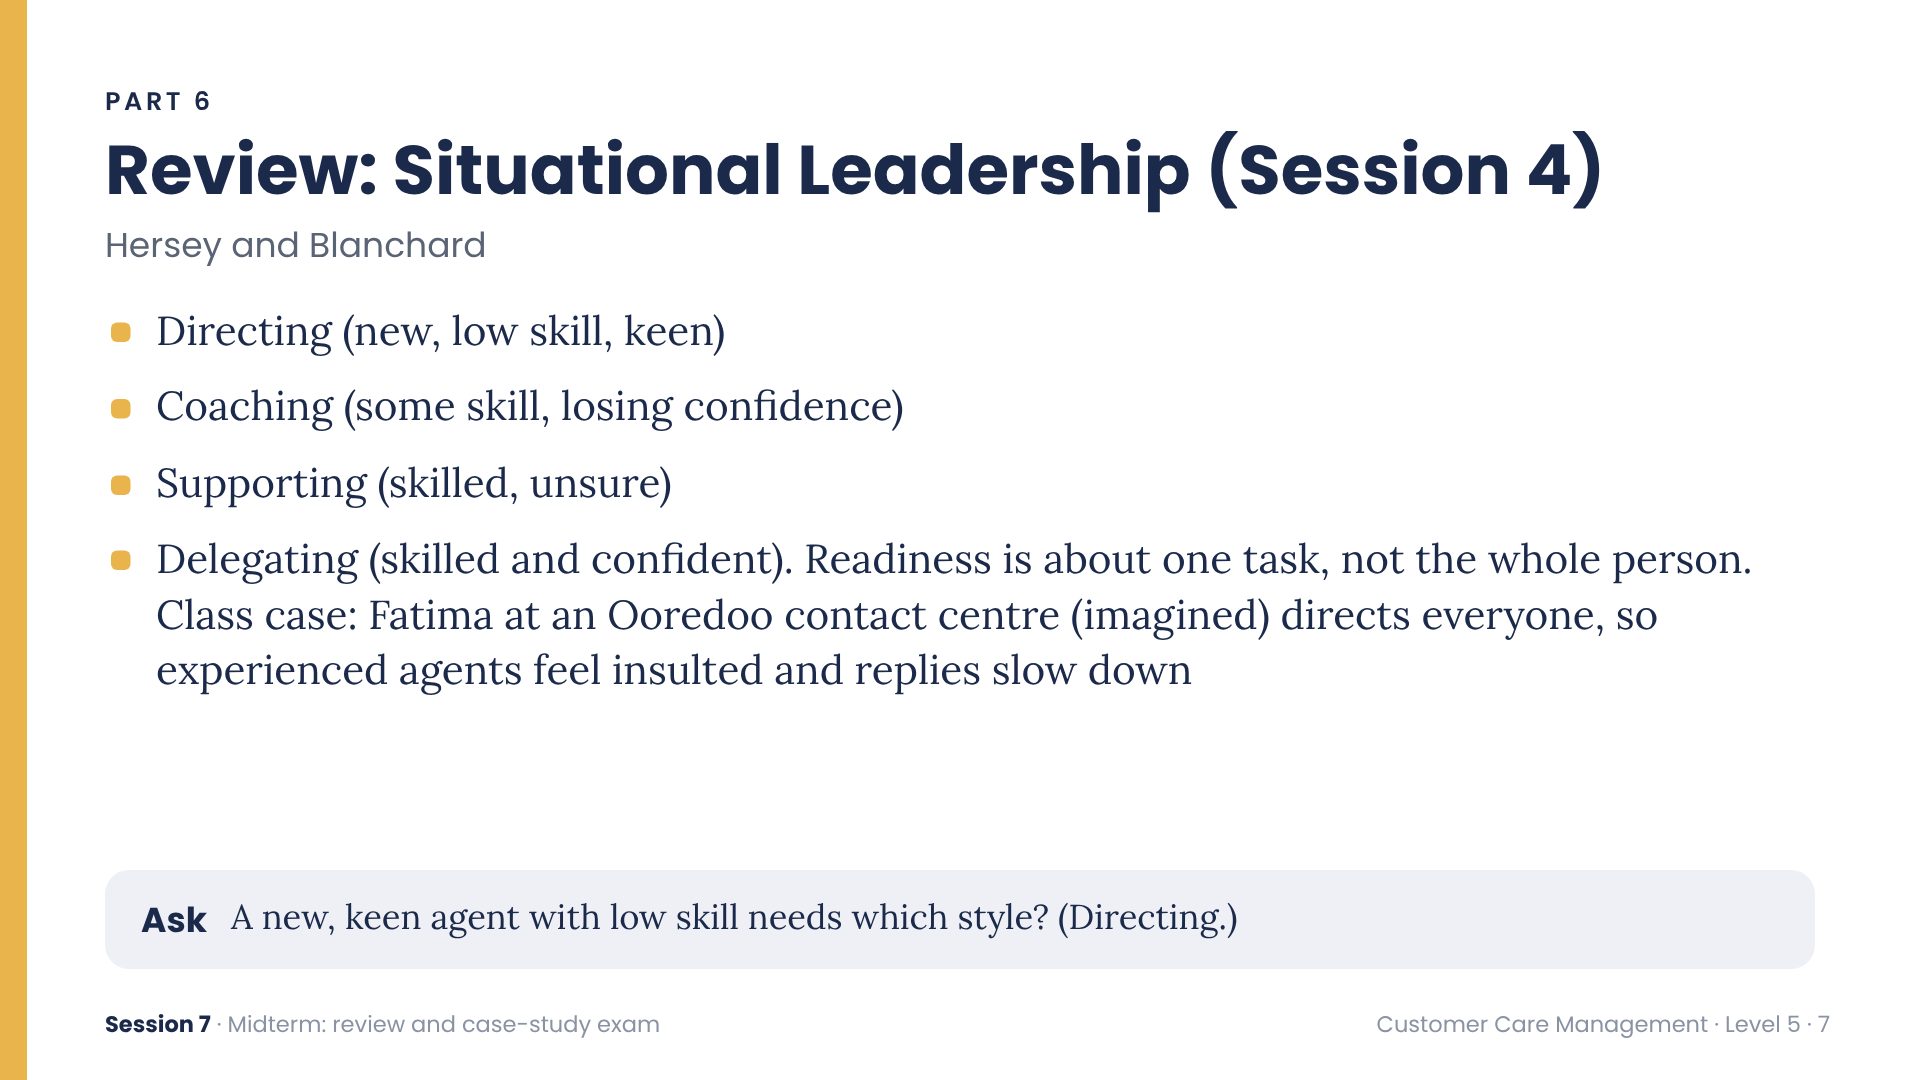 PART 6
Review: Situational Leadership (Session 4)
Hersey and Blanchard
Directing (new, low skill, keen)
Coaching (some skill, losing confidence)
Supporting (skilled, unsure)
Delegating (skilled and confident). Readiness is about one task, not the whole person.
Class case: Fatima at an Ooredoo contact centre (imagined) directs everyone, so
experienced agents feel insulted and replies slow down
Ask A new, keen agent with low skill needs which style? (Directing.)
Session 7 · Midterm: review and case-study exam
Customer Care Management · Level 5 · 7